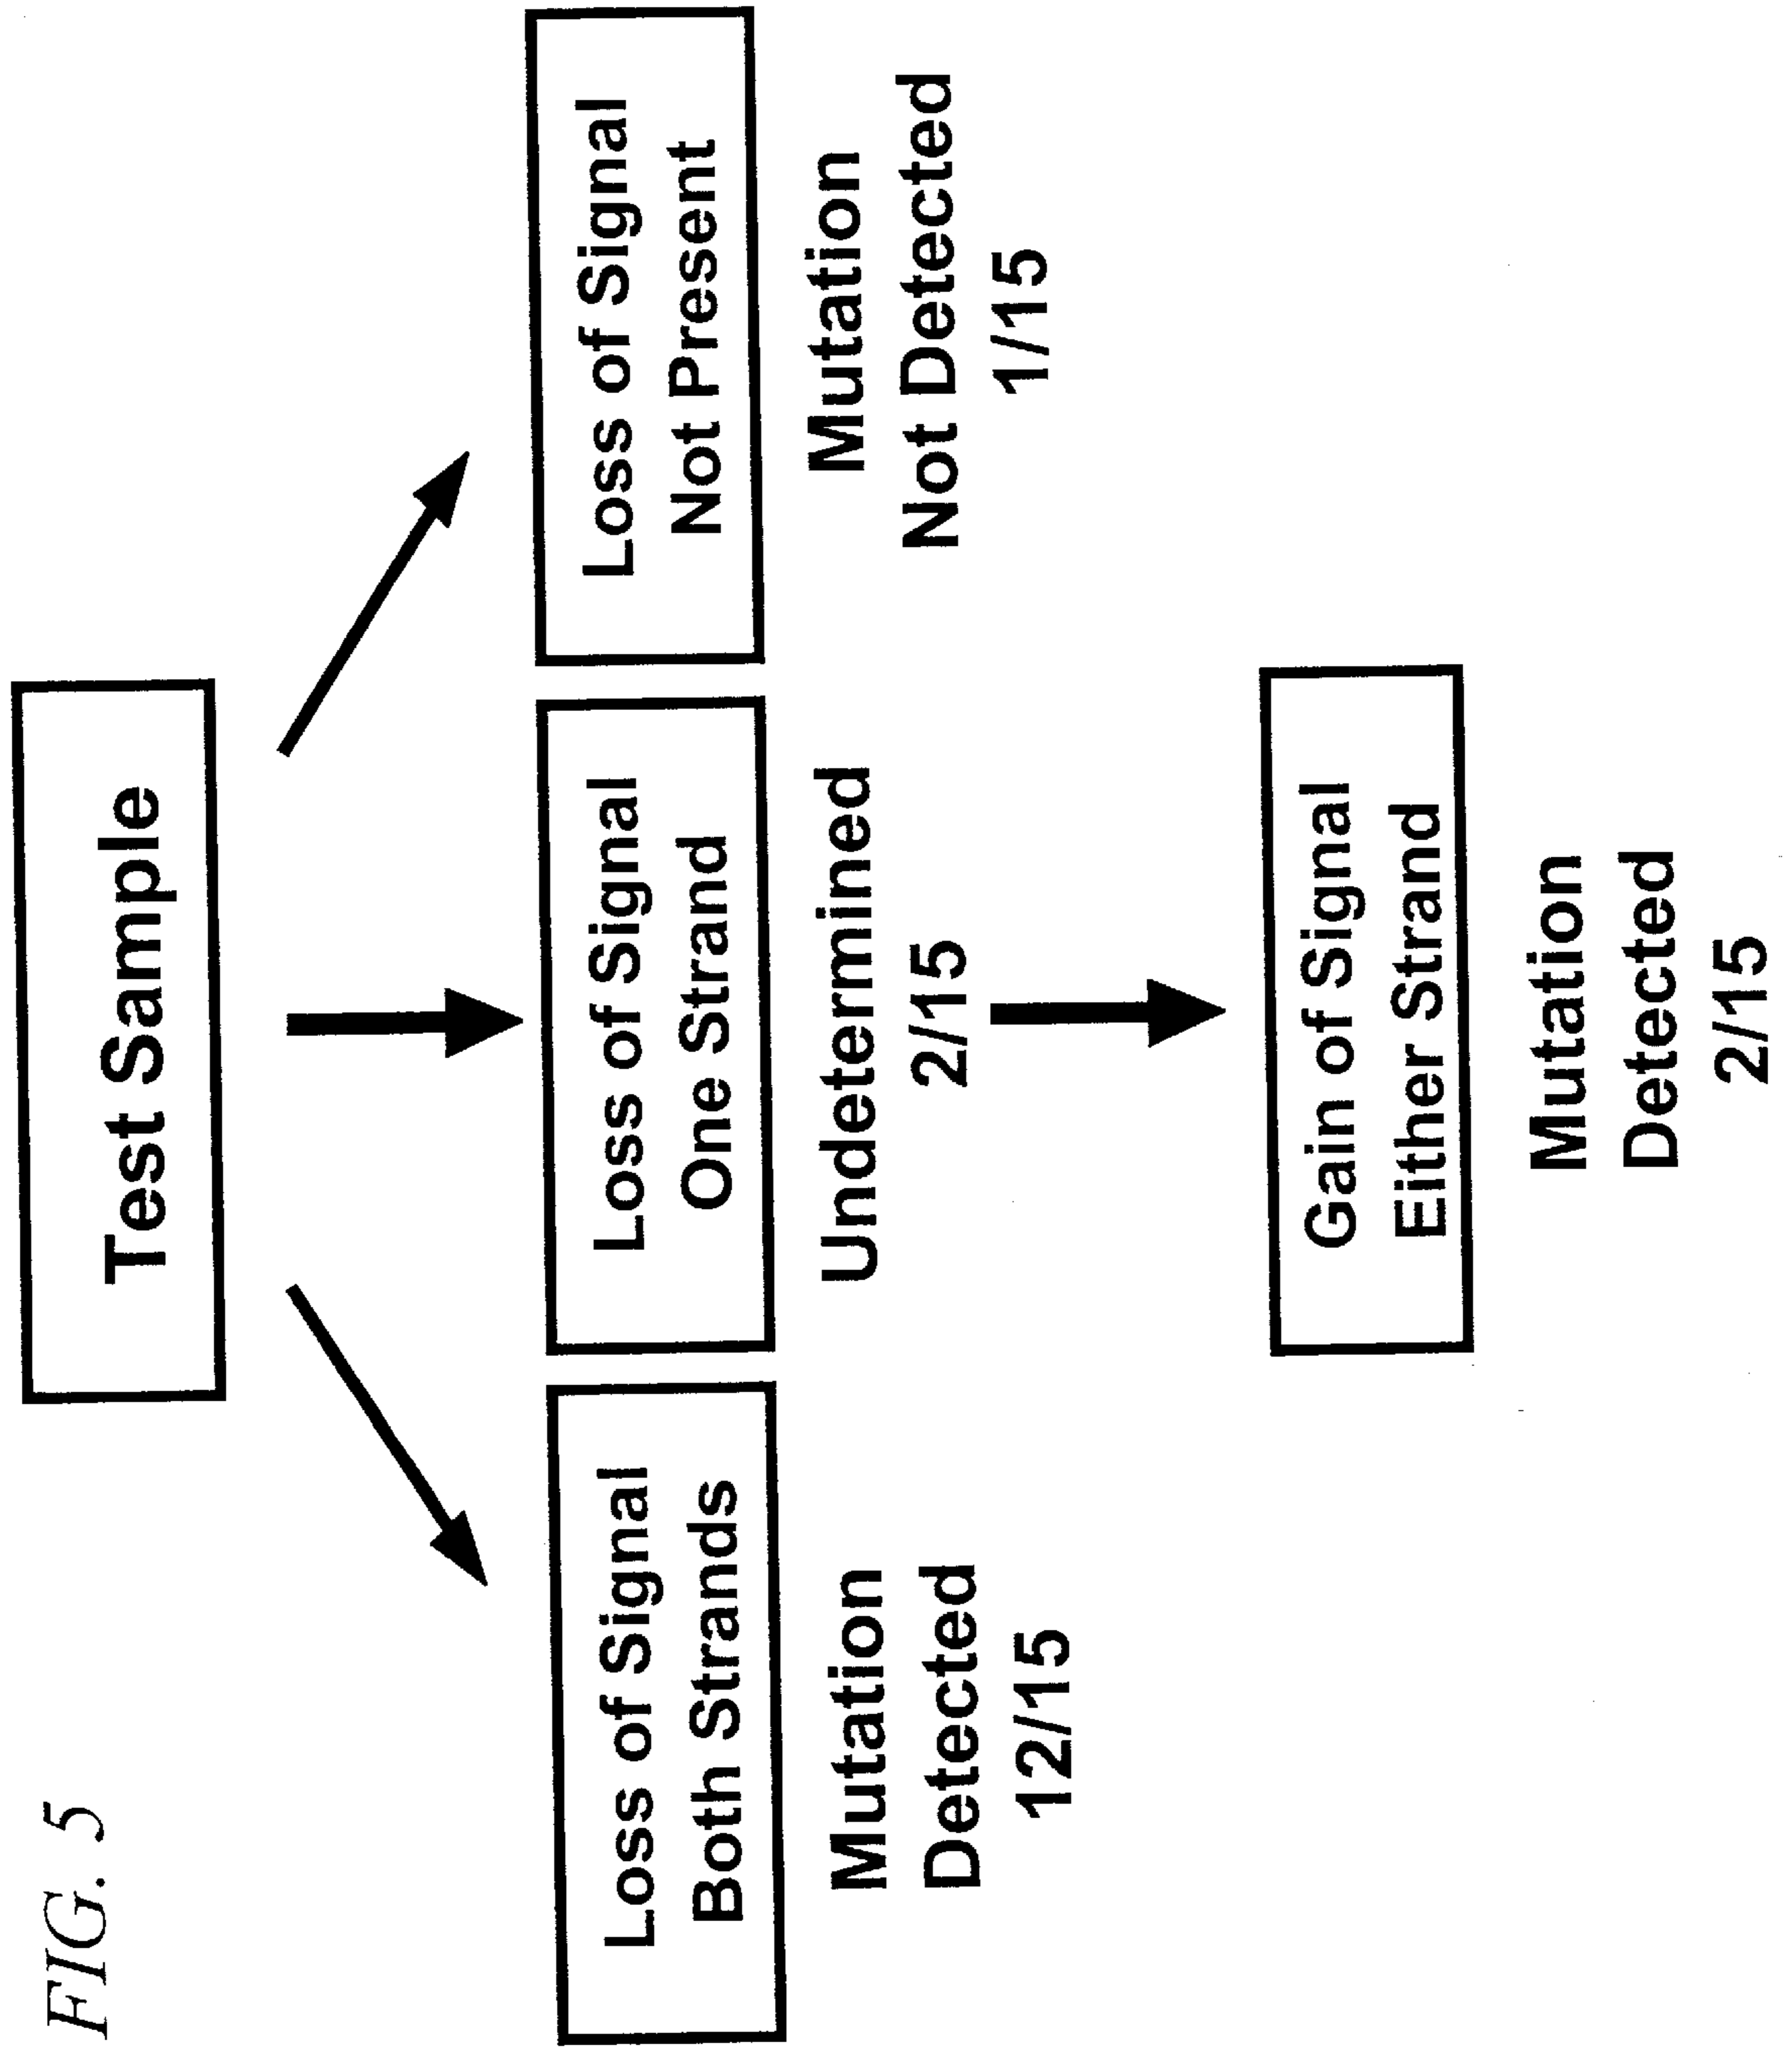 FIG. 5
Test Sample
Loss of Signal
Both Strands
Mutation
Detected
12/15
Loss of Signal
One Strand
Undetermined
2/15
Loss of Signal
Not Present
Mutation
Not Detected
1/15
Gain of Signal
Either Strand
Mutation
Detected
2/15